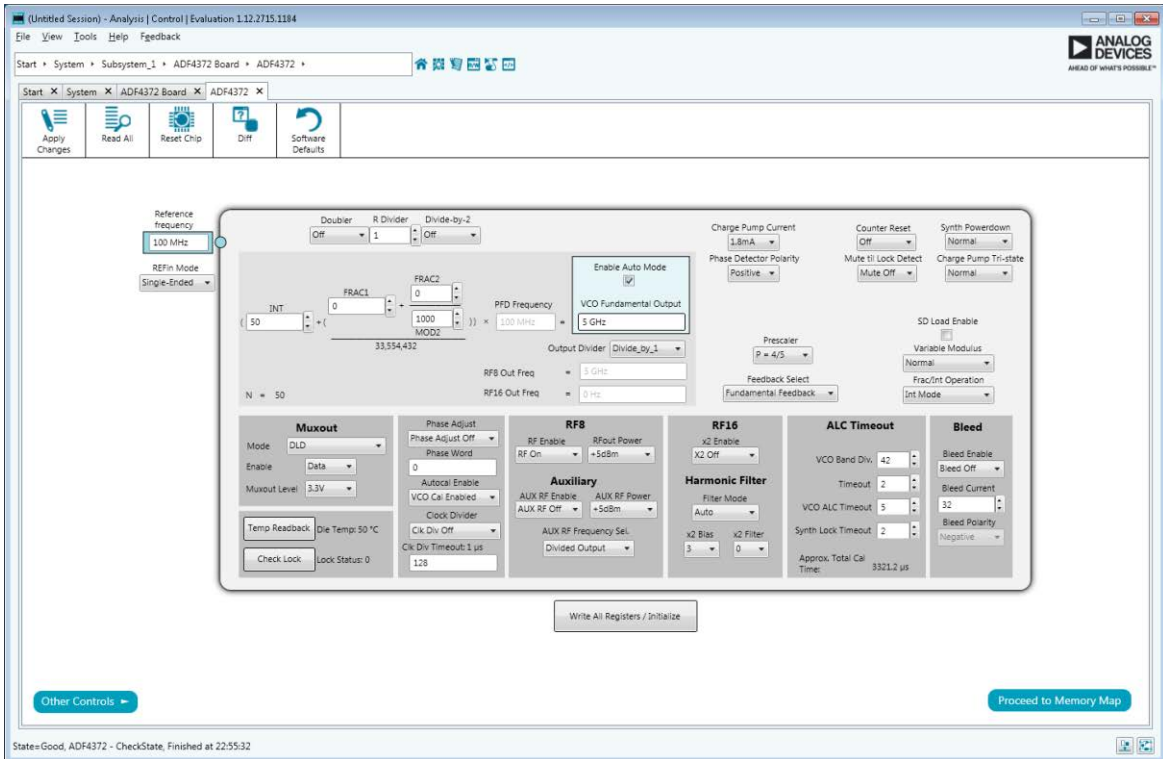 (Untitled Session) - Analysis | Control | Evaluation 1.12.2715.1184
File View Tools Help Feedback
ANALOG DEVICES
AHEAD OF WHAT'S POSSIBLE™
Start System Subsystem_1 ADF4372 Board ADF4372
Start System ADF4372 Board ADF4372
Apply Changes
Read All
Reset Chip
Diff
Software Defaults
Reference frequency
100 MHz
REFin Mode
Single-Ended
Doubler
Off
R Divider
1
Divide-by-2
Off
INT
( 50
+ (
FRAC1
0
+
FRAC2
0
1000
MOD2
33,554,432
))
×
PFD Frequency
100 MHz
=
Enable Auto Mode
VCO Fundamental Output
5 GHz
Output Divider Divide_by_1
RF8 Out Freq = 5 GHz
RF16 Out Freq = 0 Hz
N = 50
Charge Pump Current
1.8mA
Phase Detector Polarity
Positive
Counter Reset
Off
Mute til Lock Detect
Mute Off
Synth Powerdown
Normal
Charge Pump Tri-state
Normal
Prescaler
P = 4/5
Feedback Select
Fundamental Feedback
SD Load Enable
Variable Modulus
Normal
Frac/Int Operation
Int Mode
Muxout
Mode DLD
Enable Data
Muxout Level 3.3V
Temp Readback Die Temp: 50 °C
Check Lock Lock Status: 0
Phase Adjust
Phase Adjust Off
Phase Word
0
Autocal Enable
VCO Cal Enabled
Clock Divider
Clk Div Off
Clk Div Timeout: 1 µs
128
RF8
RF Enable RFout Power
RF On +5dBm
Auxiliary
AUX RF Enable AUX RF Power
AUX RF Off +5dBm
AUX RF Frequency Sel.
Divided Output
RF16
x2 Enable
X2 Off
Harmonic Filter
Filter Mode
Auto
x2 Bias x2 Filter
3 0
ALC Timeout
VCO Band Div. 42
Timeout 2
VCO ALC Timeout 5
Synth Lock Timeout 2
Approx. Total Cal Time: 3321.2 µs
Bleed
Bleed Enable
Bleed Off
Bleed Current
32
Bleed Polarity
Negative
Write All Registers / Initialize
Other Controls
Proceed to Memory Map
State=Good, ADF4372 - CheckState, Finished at 22:55:32